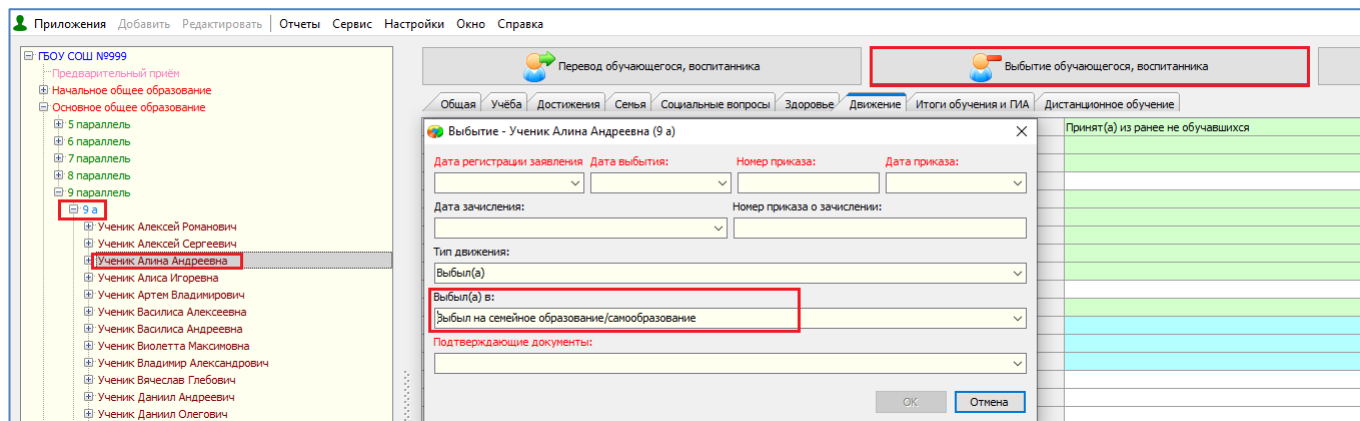 Приложения Добавить Редактировать Отчеты Сервис Настройки Окно Справка
ГБОУ СОШ №999
Предварительный приём
Начальное общее образование
Основное общее образование
5 параллель
6 параллель
7 параллель
8 параллель
9 параллель
9 а
Ученик Алексей Романович
Ученик Алексей Сергеевич
Ученик Алина Андреевна
Ученик Алиса Игоревна
Ученик Артем Владимирович
Ученик Василиса Алексеевна
Ученик Василиса Андреевна
Ученик Виолетта Максимовна
Ученик Владимир Александрович
Ученик Вячеслав Глебович
Ученик Даниил Андреевич
Ученик Даниил Олегович
Перевод обучающегося, воспитанника
Выбытие обучающегося, воспитанника
Общая Учёба Достижения Семья Социальные вопросы Здоровье Движение Итоги обучения и ГИА Дистанционное обучение
Принят(а) из ранее не обучавшихся
Выбытие - Ученик Алина Андреевна (9 а)
Дата регистрации заявления Дата выбытия: Номер приказа: Дата приказа:
Дата зачисления: Номер приказа о зачислении:
Тип движения:
Выбыл(а)
Выбыл(а) в:
Выбыл на семейное образование/самообразование
Подтверждающие документы:
OK Отмена